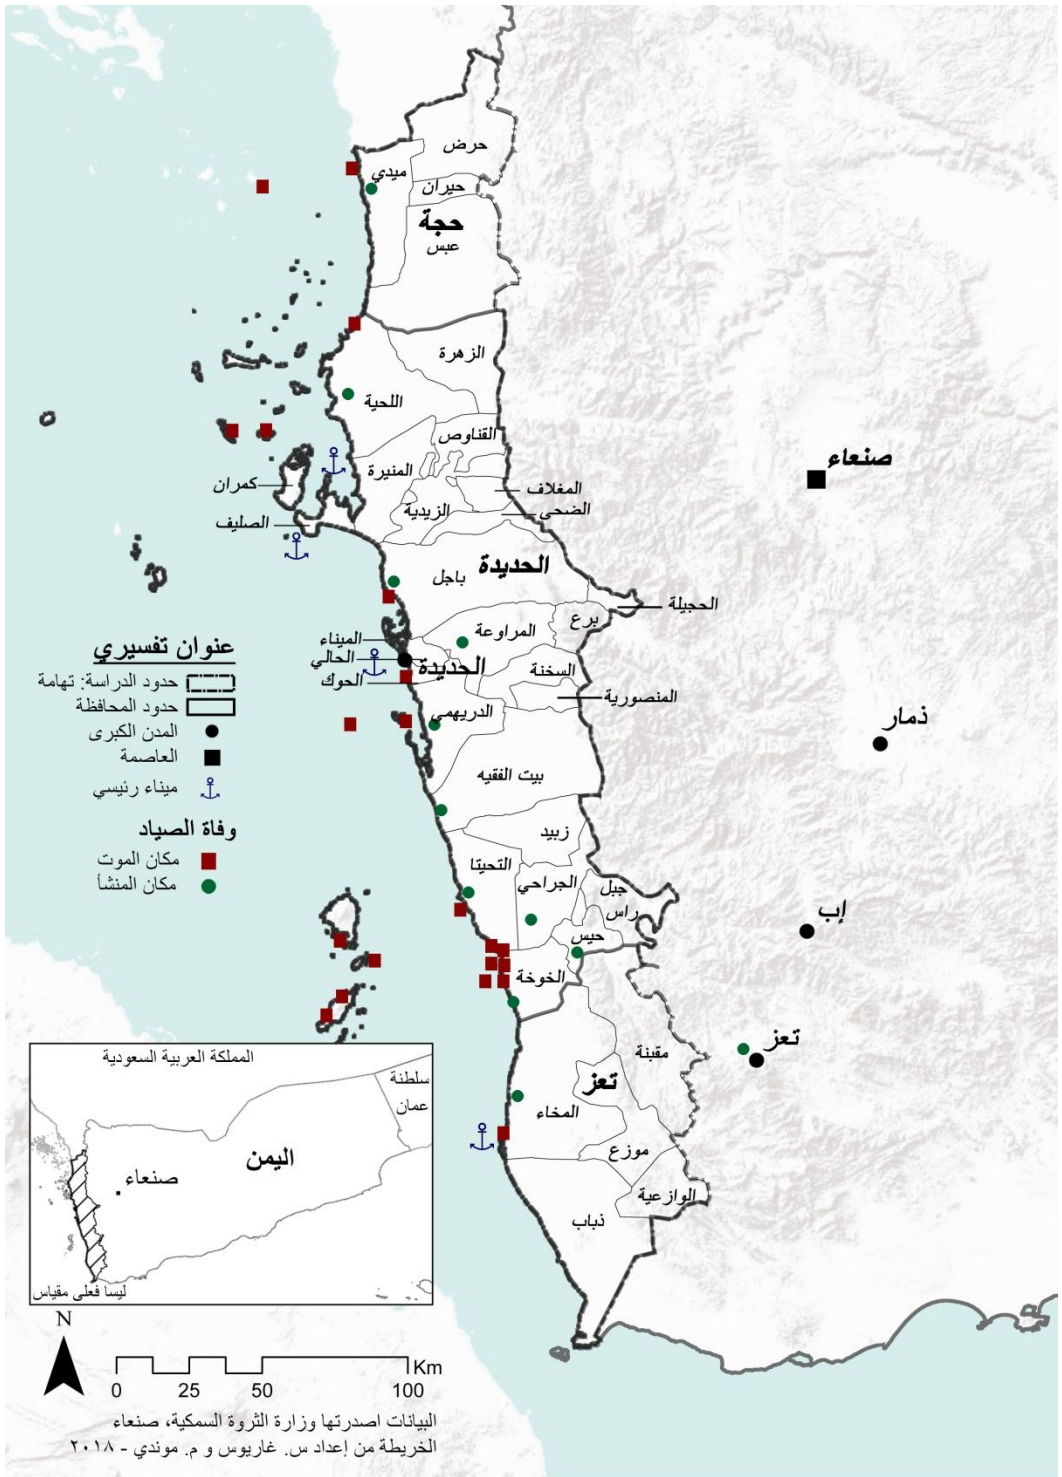 حرض
ميدي
حيران
حجة
عبس
الزهرة
اللحية
القناوص
صنعاء
المنيرة
كمران
المغلاف
الضحي
الزيدية
الصليف
الحديدة
باجل
الحجيلة
برع
المراوعة
الميناء
الحالي
الحديدة
السخنة
الحوك
المنصورية
الدريهمي
ذمار
بيت الفقيه
زبيد
التحيتا
الجراحي
جبل
راس
إب
حيس
الخوخة
تعز
مقبنة
تعز
المخاء
موزع
الوازعية
ذباب
عنوان تفسيري
حدود الدراسة: تهامة
حدود المحافظة
المدن الكبرى
العاصمة
ميناء رئيسي
وفاة الصياد
مكان الموت
مكان المنشأ
المملكة العربية السعودية
سلطنة
عمان
اليمن
صنعاء
ليسا فعلى مقياس
N
Km
0 25 50 100
البيانات اصدرتها وزارة الثروة السمكية، صنعاء
الخريطة من إعداد س. غاريوس و م. موندي - ٢٠١٨